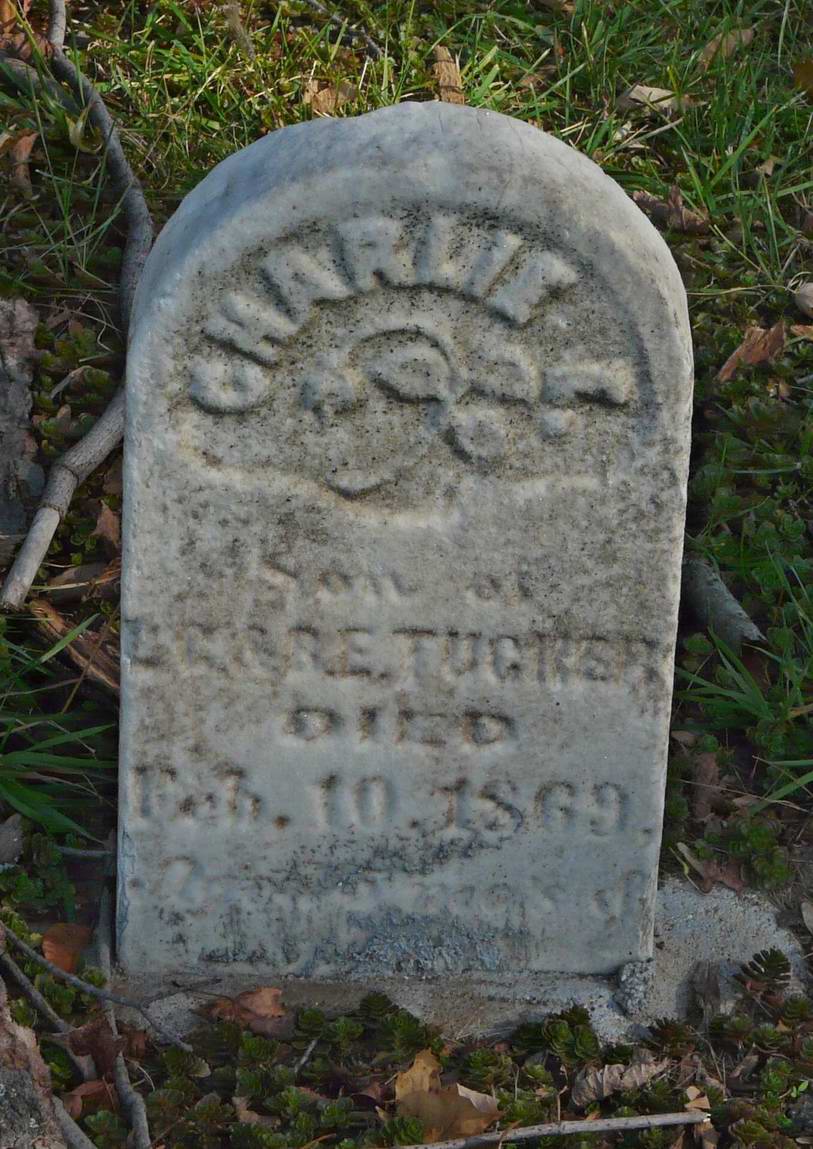 CHARLIE. L.
Son of
& E. TUCKER
DIED
Feb. 10. 1869.